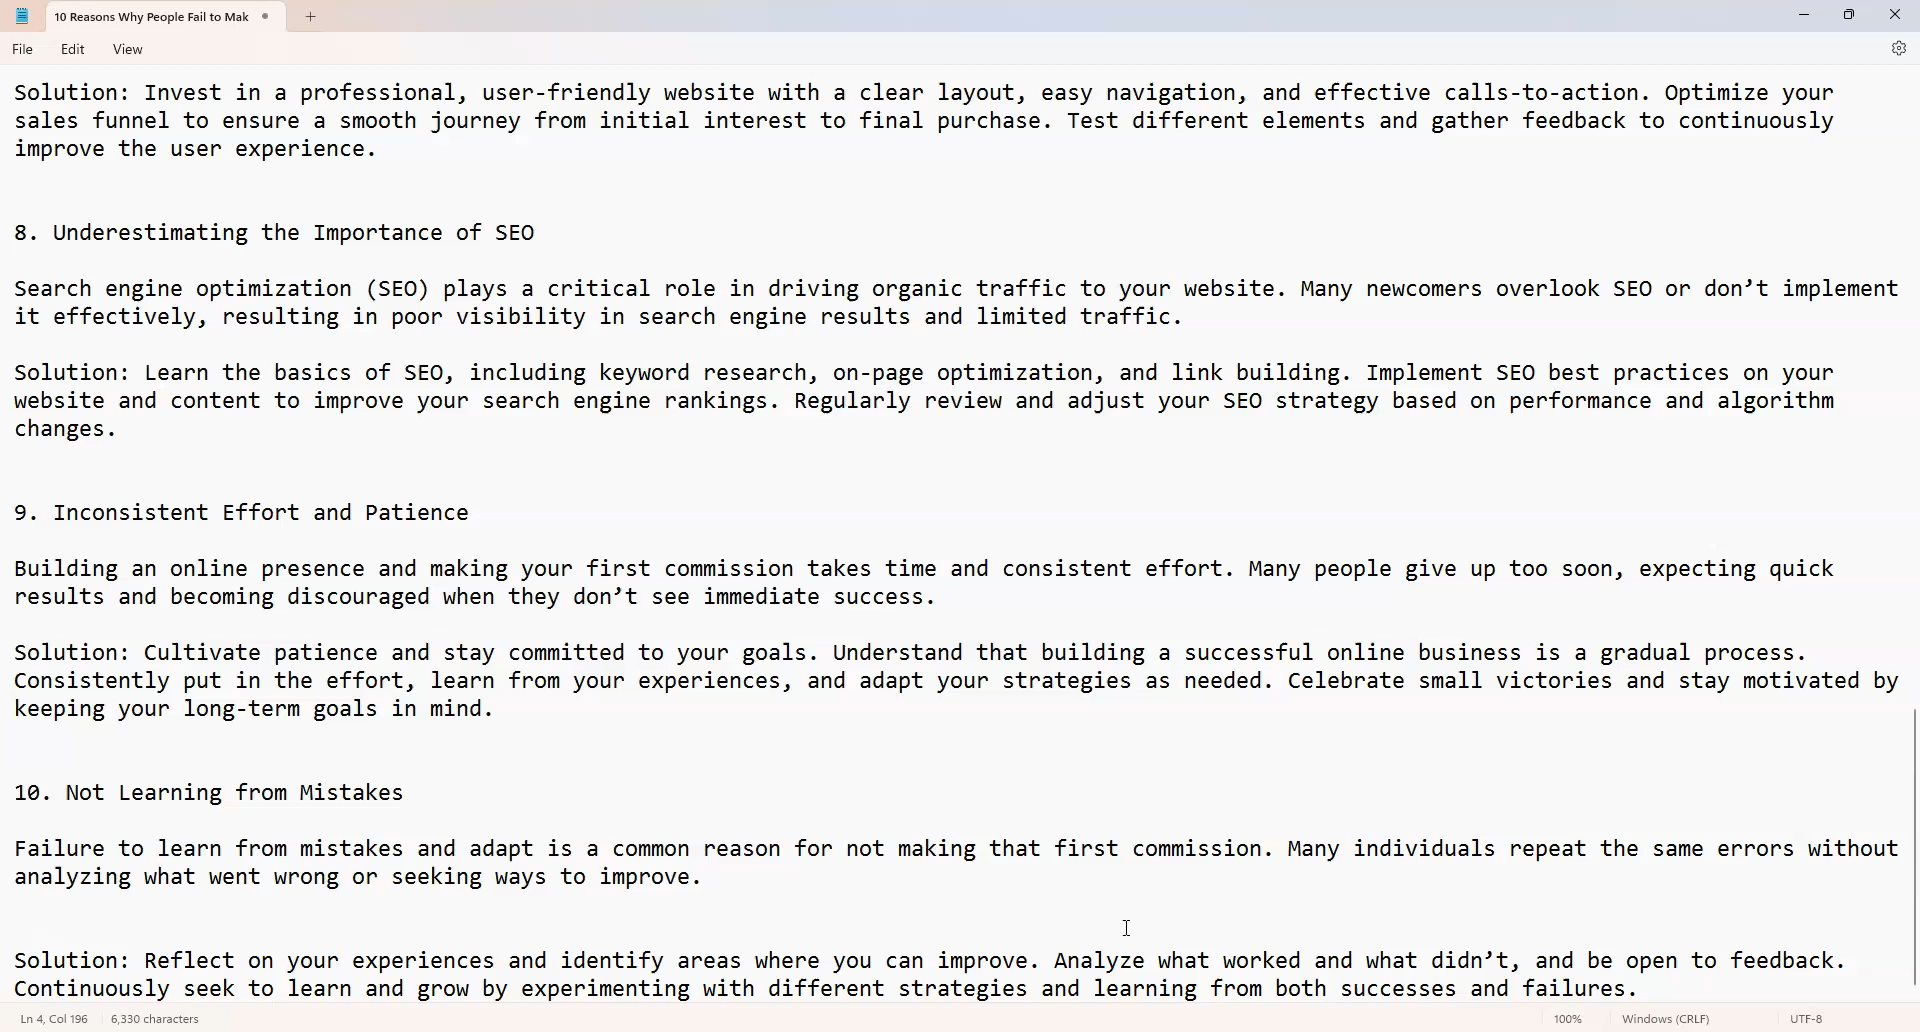 10 Reasons Why People Fail to Mak
File Edit View
Solution: Invest in a professional, user-friendly website with a clear layout, easy navigation, and effective calls-to-action. Optimize your
sales funnel to ensure a smooth journey from initial interest to final purchase. Test different elements and gather feedback to continuously
improve the user experience.
8. Underestimating the Importance of SEO
Search engine optimization (SEO) plays a critical role in driving organic traffic to your website. Many newcomers overlook SEO or don’t implement
it effectively, resulting in poor visibility in search engine results and limited traffic.
Solution: Learn the basics of SEO, including keyword research, on-page optimization, and link building. Implement SEO best practices on your
website and content to improve your search engine rankings. Regularly review and adjust your SEO strategy based on performance and algorithm
changes.
9. Inconsistent Effort and Patience
Building an online presence and making your first commission takes time and consistent effort. Many people give up too soon, expecting quick
results and becoming discouraged when they don’t see immediate success.
Solution: Cultivate patience and stay committed to your goals. Understand that building a successful online business is a gradual process.
Consistently put in the effort, learn from your experiences, and adapt your strategies as needed. Celebrate small victories and stay motivated by
keeping your long-term goals in mind.
10. Not Learning from Mistakes
Failure to learn from mistakes and adapt is a common reason for not making that first commission. Many individuals repeat the same errors without
analyzing what went wrong or seeking ways to improve.
Solution: Reflect on your experiences and identify areas where you can improve. Analyze what worked and what didn’t, and be open to feedback.
Continuously seek to learn and grow by experimenting with different strategies and learning from both successes and failures.
Ln 4, Col 196 6,330 characters 100% Windows (CRLF) UTF-8